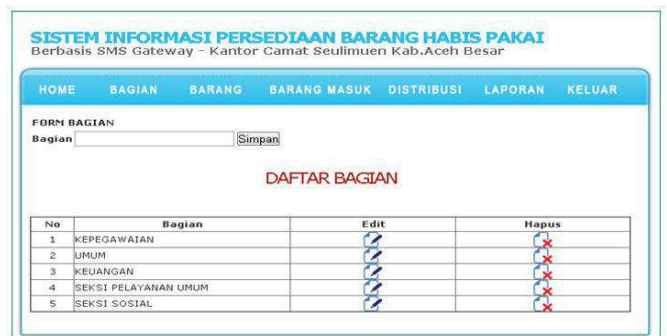 SISTEM INFORMASI PERSEDIAAN BARANG HABIS PAKAI
Berbasis SMS Gateway - Kantor Camat Seulimuen Kab.Aceh Besar
HOME BAGIAN BARANG BARANG MASUK DISTRIBUSI LAPORAN KELUAR
FORM BAGIAN
Bagian Simpan
DAFTAR BAGIAN
No Bagian Edit Hapus
1 KEPEGAWAIAN
2 UMUM
3 KEUANGAN
4 SEKSI PELAYANAN UMUM
5 SEKSI SOSIAL